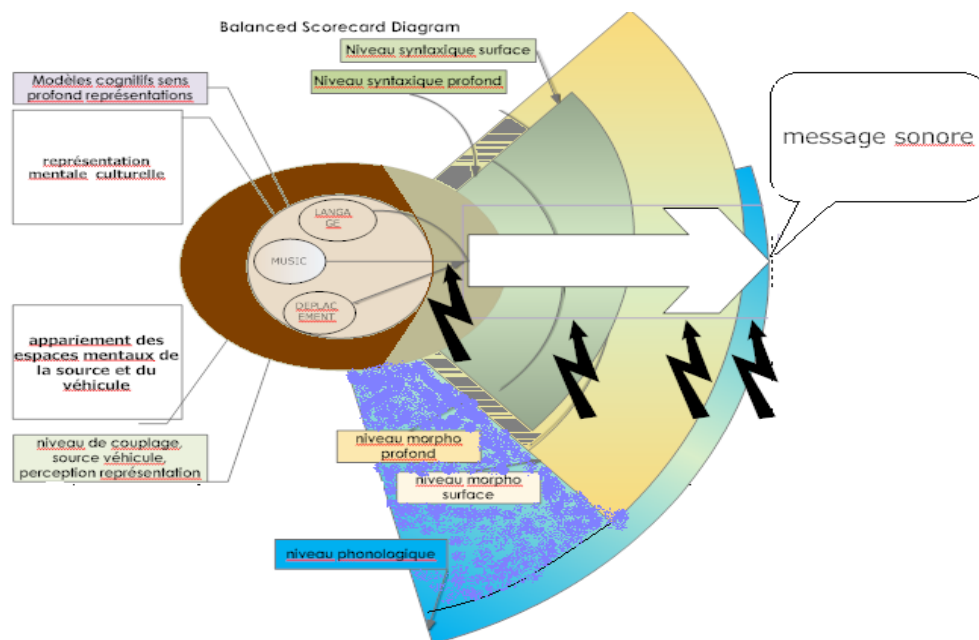 Balanced Scorecard Diagram
Niveau syntaxique surface
Niveau syntaxique profond
Modèles cognitifs sens
profond représentations
message sonore
représentation
mentale culturelle
LANGA
GE
MUSIC
DEPLAC
EMENT
appariement des
espaces mentaux de
la source et du
véhicule
niveau de couplage,
source véhicule,
perception représentation
niveau morpho
profond
niveau morpho
surface
niveau phonologique